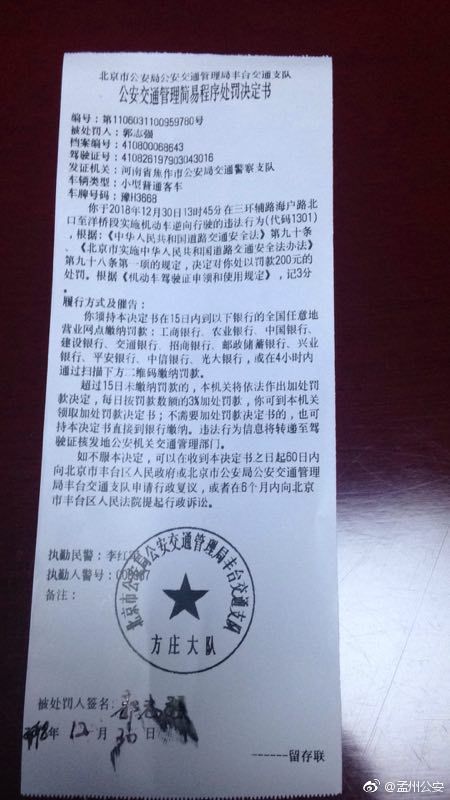 北京市公安局公安交通管理局丰台交通支队
公安交通管理简易程序处罚决定书
编号：第1106031100959780号
被处罚人：郭志强
档案编号：410800068643
驾驶证号：410826197903043016
发证机关：河南省焦作市公安局交通警察支队
车辆类型：小型普通客车
车牌号码：豫H3668
你于2018年12月30日13时45分在三环辅路海户路北
口至洋桥段实施机动车逆向行驶的违法行为(代码1301)
，根据：《中华人民共和国道路交通安全法》第九十条
、《北京市实施中华人民共和国道路交通安全法办法》
第九十八条第一项的规定，决定对你处以罚款200元的
处罚。根据《机动车驾驶证申领和使用规定》，记3分
。
履行方式及催告：
你须持本决定书在15日内到以下银行的全国任意地
营业网点缴纳罚款：工商银行、农业银行、中国银行、
建设银行、交通银行、招商银行、邮政储蓄银行、兴业
银行、平安银行、中信银行、光大银行，或在4小时内
通过扫描下方二维码缴纳罚款。
超过15日未缴纳罚款的，本机关将依法作出加处罚
款决定，每日按罚款数额的3%加处罚款，你可到本机关
领取加处罚款决定书；不需要加处罚款决定书的，也可
持本决定书直接到银行缴纳。违法行为信息将转递至驾
驶证核发地公安机关交通管理部门。
如不服本决定，可以在收到本决定书之日起60日内
向北京市丰台区人民政府或北京市公安局公安交通管理
局丰台交通支队申请行政复议，或者在6个月内向北京
市丰台区人民法院提起行政诉讼。
执勤民警：李红
执勤人警号：00
备注：
北京市公安局公安交通管理局丰台交通支队
方庄大队
被处罚人签名：郭志强
年12月30日
------留存联
@孟州公安